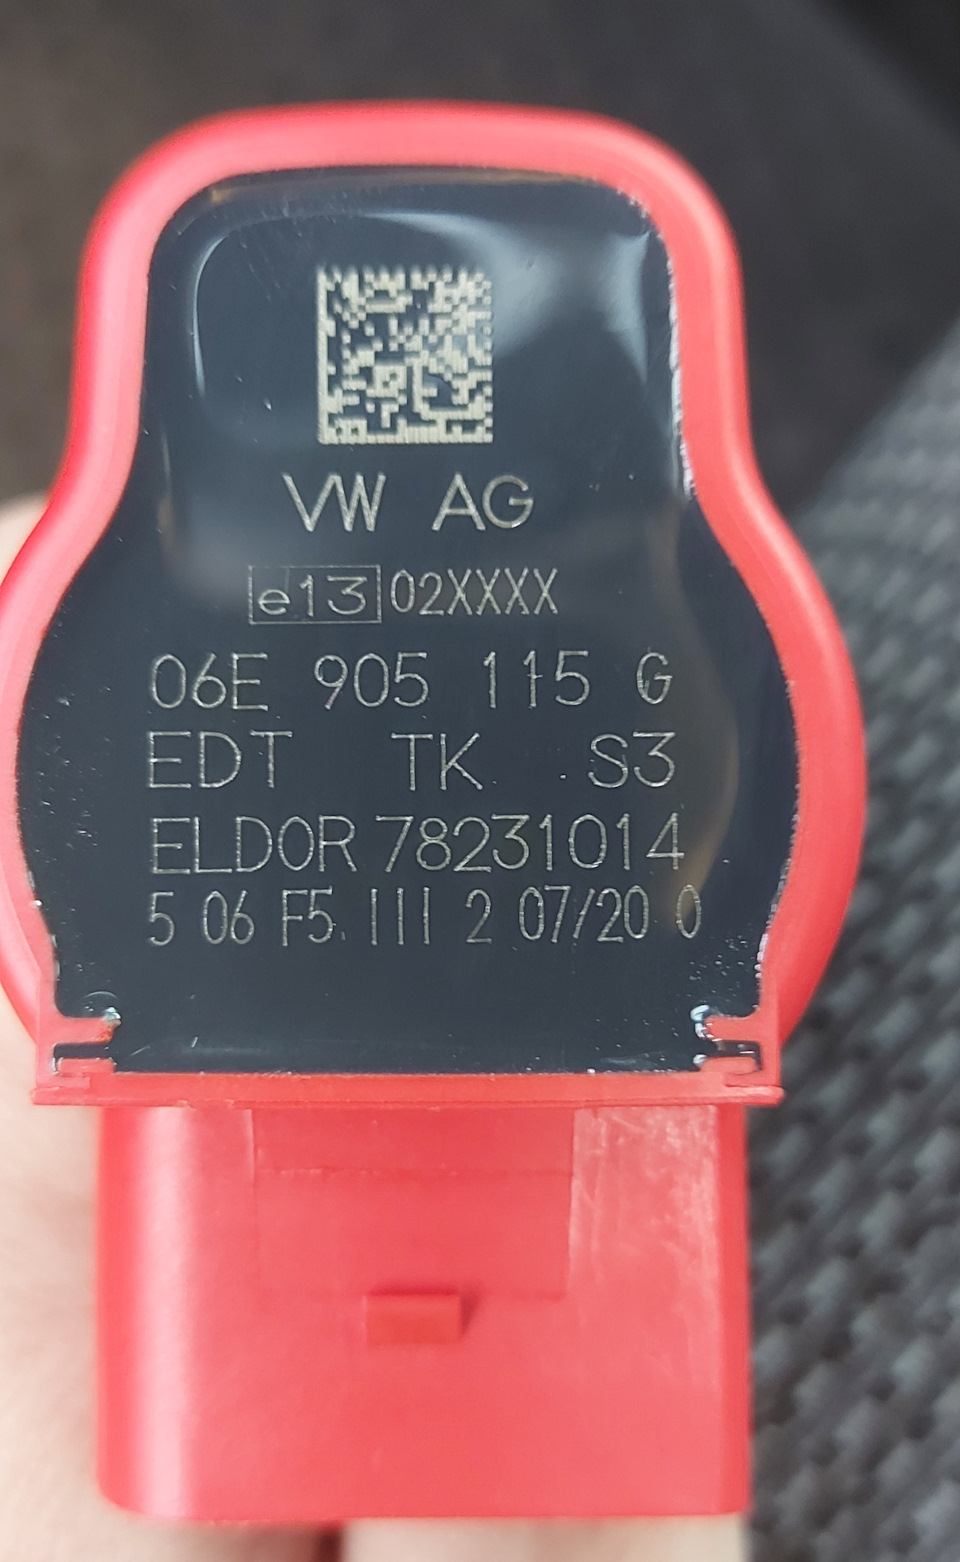 VW AG
e13 02XXXX
06E 905 115 G
EDT TK S3
ELDOR 78231014
5 06 F5 III 2 07/20 0